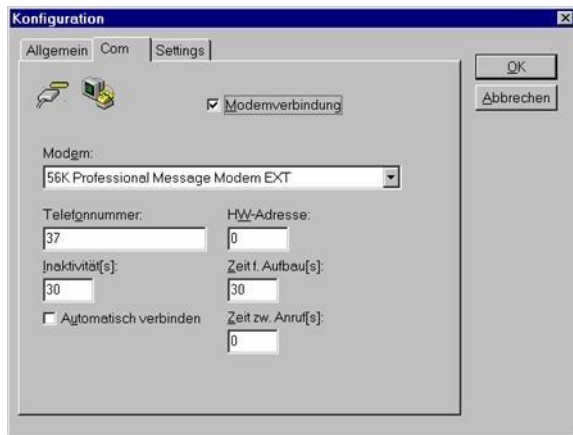 Konfiguration
Allgemein Com Settings
OK
Abbrechen
Modemverbindung
Modem:
56K Professional Message Modem EXT
Telefonnummer: HW-Adresse:
37 0
Inaktivität[s]: Zeit f. Aufbau[s]:
30 30
Automatisch verbinden Zeit zw. Anruf[s]:
0